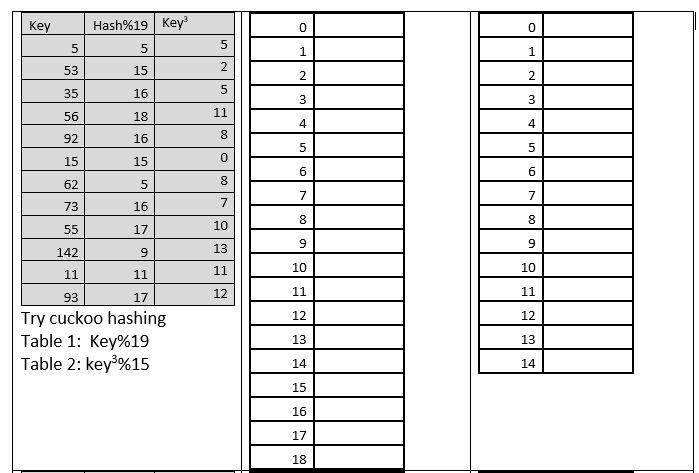 Key Hash%19 Key³
5 5 5
53 15 2
35 16 5
56 18 11
92 16 8
15 15 0
62 5 8
73 16 7
55 17 10
142 9 13
11 11 11
93 17 12
Try cuckoo hashing
Table 1: Key%19
Table 2: key³%15
0
1
2
3
4
5
6
7
8
9
10
11
12
13
14
15
16
17
18
0
1
2
3
4
5
6
7
8
9
10
11
12
13
14